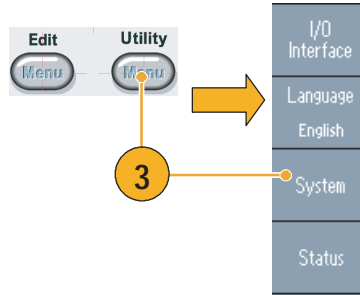 Edit
Utility
Menu
Menu
3
I/O
Interface
Language
English
System
Status